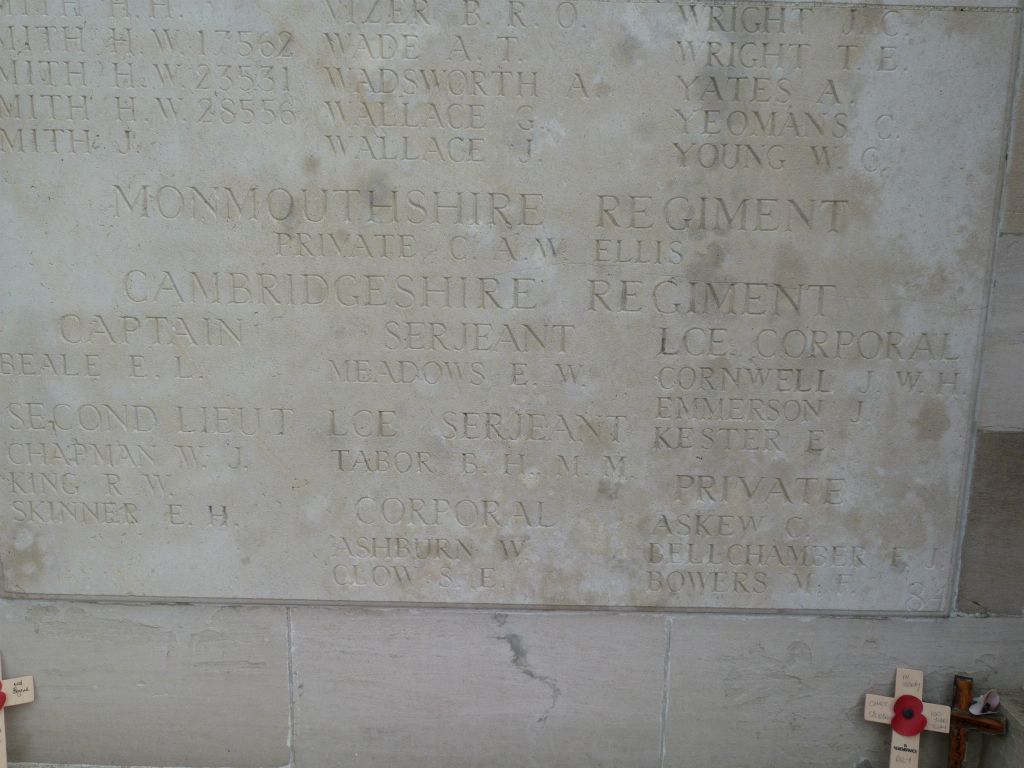 MITH H. H.
MITH H. W. 17562
MITH H. W. 23531
MITH H. W. 28556
MITH J.
VIZER B. R. O.
WADE A. T.
WADSWORTH A.
WALLACE G.
WALLACE J.
WRIGHT J. C.
WRIGHT T. E.
YATES A.
YEOMANS C.
YOUNG W. G.
MONMOUTHSHIRE REGIMENT
PRIVATE C. A. W. ELLIS
CAMBRIDGESHIRE REGIMENT
CAPTAIN
BEALE E. L.
SECOND LIEUT
CHAPMAN W. J.
KING R. W.
SKINNER E. H.
SERJEANT
MEADOWS E. W.
LCE SERJEANT
TABOR B. H. M. M.
CORPORAL
ASHBURN W.
CLOW S. E.
LCE. CORPORAL
CORNWELL J. W. H.
EMMERSON J.
KESTER E.
PRIVATE
ASKEW C.
BELLCHAMBER F. J.
BOWERS M. F.
IN